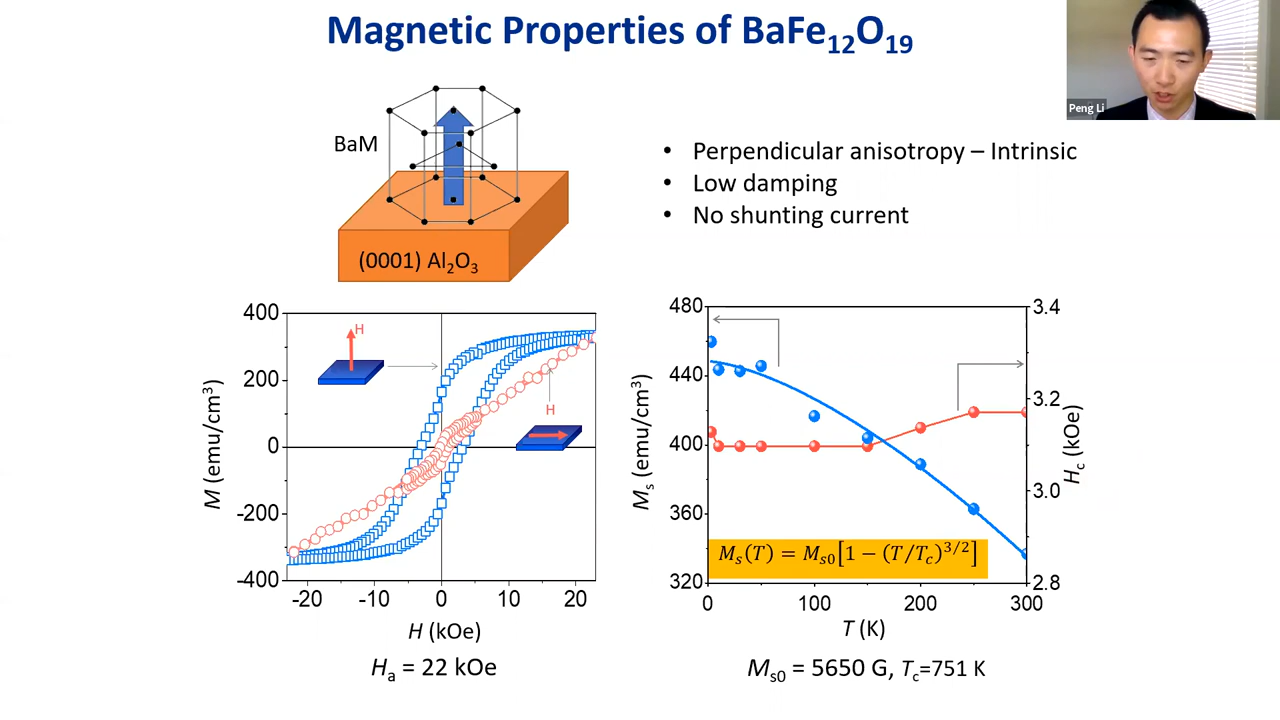 Magnetic Properties of BaFe12O19
Peng Li
BaM
(0001) Al2O3
• Perpendicular anisotropy – Intrinsic
• Low damping
• No shunting current
400
200
0
-200
-400
M (emu/cm³)
H
H
-20 -10 0 10 20
H (kOe)
Ha = 22 kOe
480
440
400
360
320
Ms (emu/cm³)
3.4
3.2
3.0
2.8
Hc (kOe)
Ms(T) = Ms0[1 − (T/Tc)^3/2]
0 100 200 300
T (K)
Ms0 = 5650 G, Tc=751 K